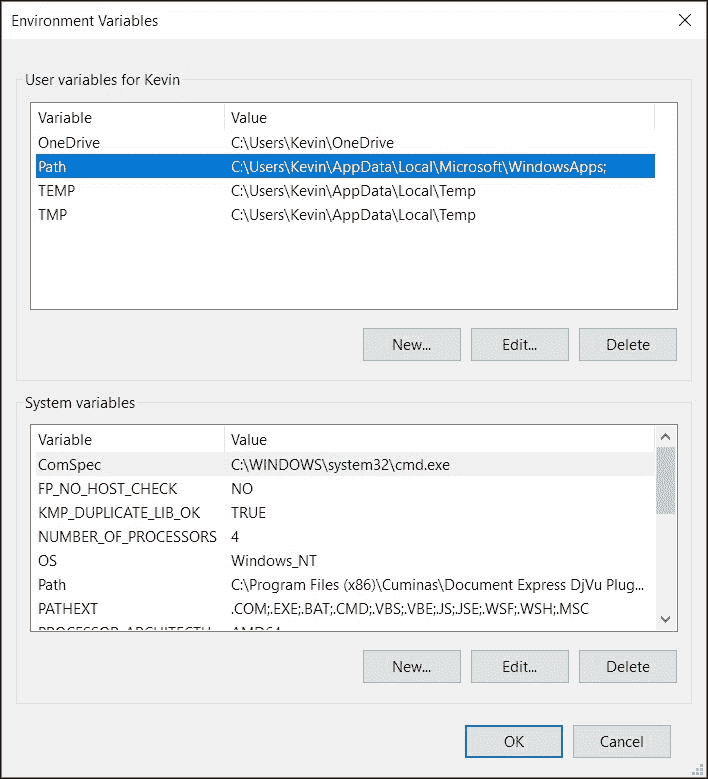 Environment Variables
User variables for Kevin
Variable Value
OneDrive C:\Users\Kevin\OneDrive
Path C:\Users\Kevin\AppData\Local\Microsoft\WindowsApps;
TEMP C:\Users\Kevin\AppData\Local\Temp
TMP C:\Users\Kevin\AppData\Local\Temp
New... Edit... Delete
System variables
Variable Value
ComSpec C:\WINDOWS\system32\cmd.exe
FP_NO_HOST_CHECK NO
KMP_DUPLICATE_LIB_OK TRUE
NUMBER_OF_PROCESSORS 4
OS Windows_NT
Path C:\Program Files (x86)\Cuminas\Document Express DjVu Plug...
PATHEXT .COM;.EXE;.BAT;.CMD;.VBS;.VBE;.JS;.JSE;.WSF;.WSH;.MSC
PROCESSOR_ARCHITECTU AMD64
New... Edit... Delete
OK Cancel